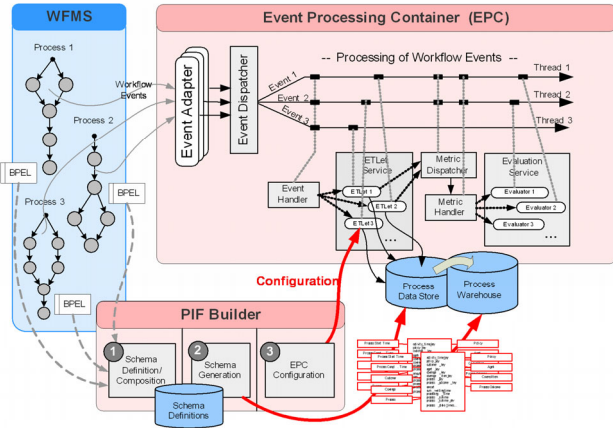 WFMS
Process 1
Process 2
BPEL
BPEL
Process 3
BPEL
Workflow
Events
Event Processing Container (EPC)
Event Adapter
Event Dispatcher
-- Processing of Workflow Events --
Event 1
Event 2
Event 3
Thread 1
Thread 2
Thread 3
Event
Handler
ETLet
Service
ETLet 1
ETLet 2
ETLet 3
...
Metric
Dispatcher
Metric
Handler
Evaluation
Service
Evaluator 1
Evaluator 2
Evaluator 3
...
Configuration
Process
Data Store
Process
Warehouse
PIF Builder
1
Schema
Definition/
Composition
2
Schema
Generation
3
EPC
Configuration
Schema
Definitions